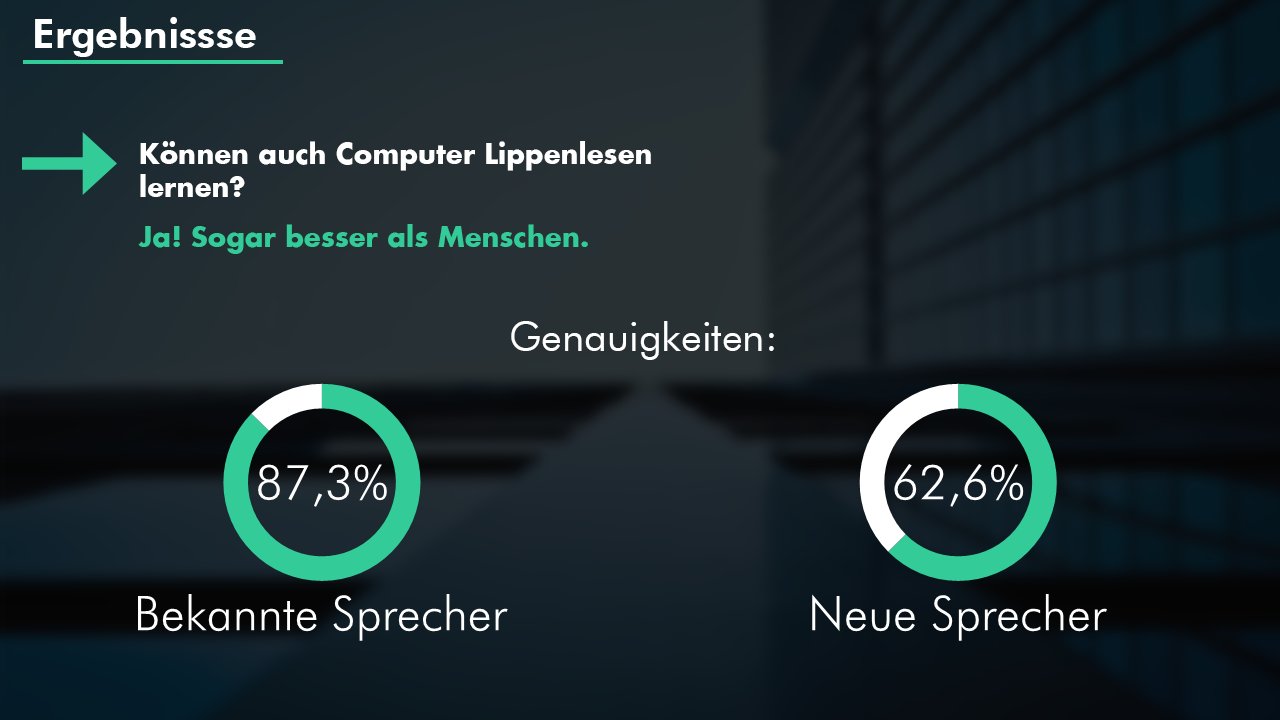 Ergebnissse
Können auch Computer Lippenlesen
lernen?
Ja! Sogar besser als Menschen.
Genauigkeiten:
87,3%
62,6%
Bekannte Sprecher
Neue Sprecher